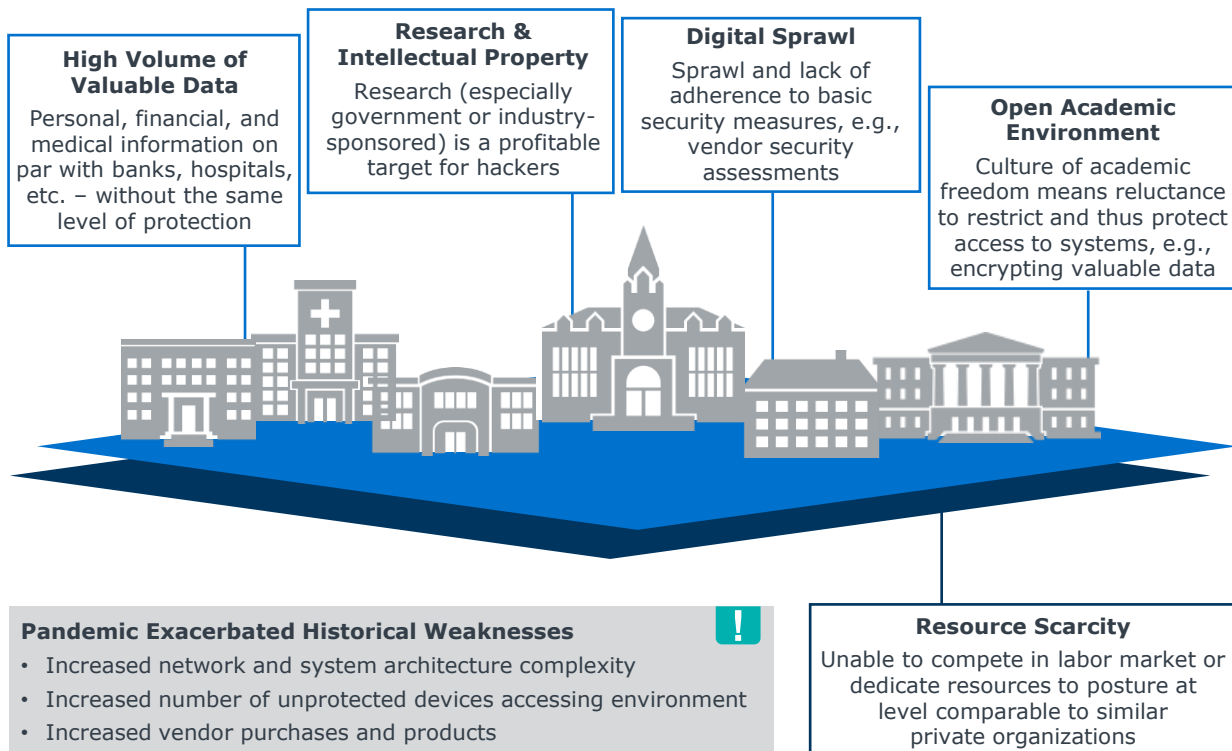 High Volume of
Valuable Data
Personal, financial, and
medical information on
par with banks, hospitals,
etc. – without the same
level of protection
Research &
Intellectual Property
Research (especially
government or industry-
sponsored) is a profitable
target for hackers
Digital Sprawl
Sprawl and lack of
adherence to basic
security measures, e.g.,
vendor security
assessments
Open Academic
Environment
Culture of academic
freedom means reluctance
to restrict and thus protect
access to systems, e.g.,
encrypting valuable data
Pandemic Exacerbated Historical Weaknesses
!
• Increased network and system architecture complexity
• Increased number of unprotected devices accessing environment
• Increased vendor purchases and products
Resource Scarcity
Unable to compete in labor market or
dedicate resources to posture at
level comparable to similar
private organizations